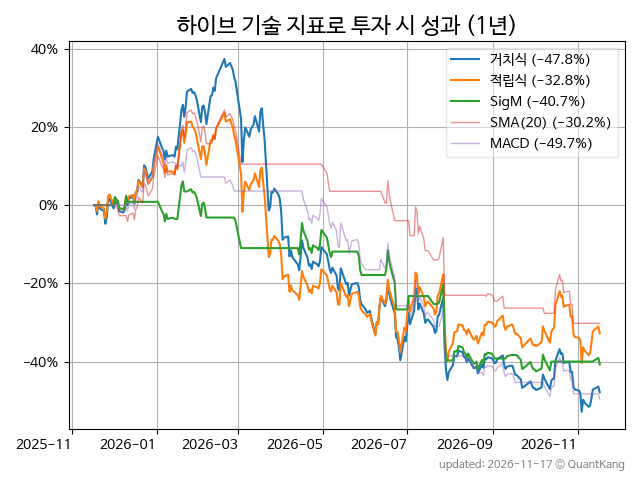 하이브 기술 지표로 투자 시 성과 (1년)
40%
20%
0%
−20%
−40%
거치식 (−47.8%)
적립식 (−32.8%)
SigM (−40.7%)
SMA(20) (−30.2%)
MACD (−49.7%)
2025-11
2026-01
2026-03
2026-05
2026-07
2026-09
2026-11
updated: 2026-11-17 © QuantKang